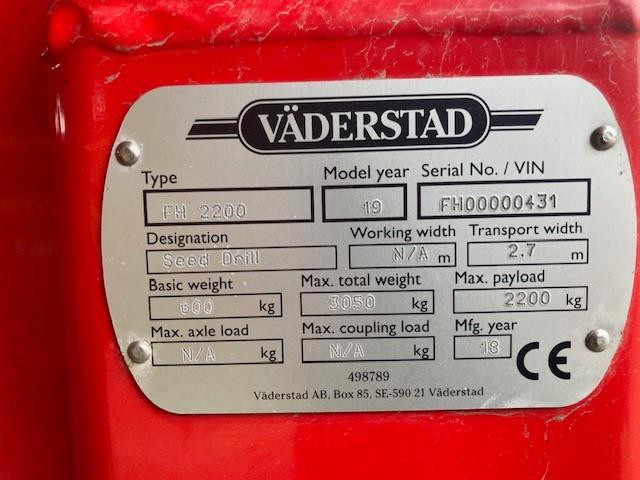 VÄDERSTAD
Type Model year Serial No. / VIN
FH 2200 19 FH00000431
Designation Working width Transport width
Seed Drill N/A m 2.7 m
Basic weight Max. total weight Max. payload
600 kg 3050 kg 2200 kg
Max. axle load Max. coupling load Mfg. year
N/A kg N/A kg 18 CE
498789
Väderstad AB, Box 85, SE-590 21 Väderstad